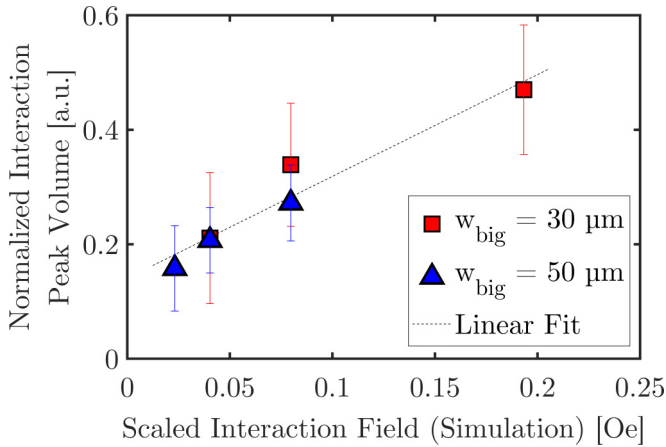 Normalized Interaction
Peak Volume [a.u.]
0.6
0.4
0.2
0
0 0.05 0.1 0.15 0.2 0.25
w_big = 30 µm
w_big = 50 µm
Linear Fit
Scaled Interaction Field (Simulation) [Oe]